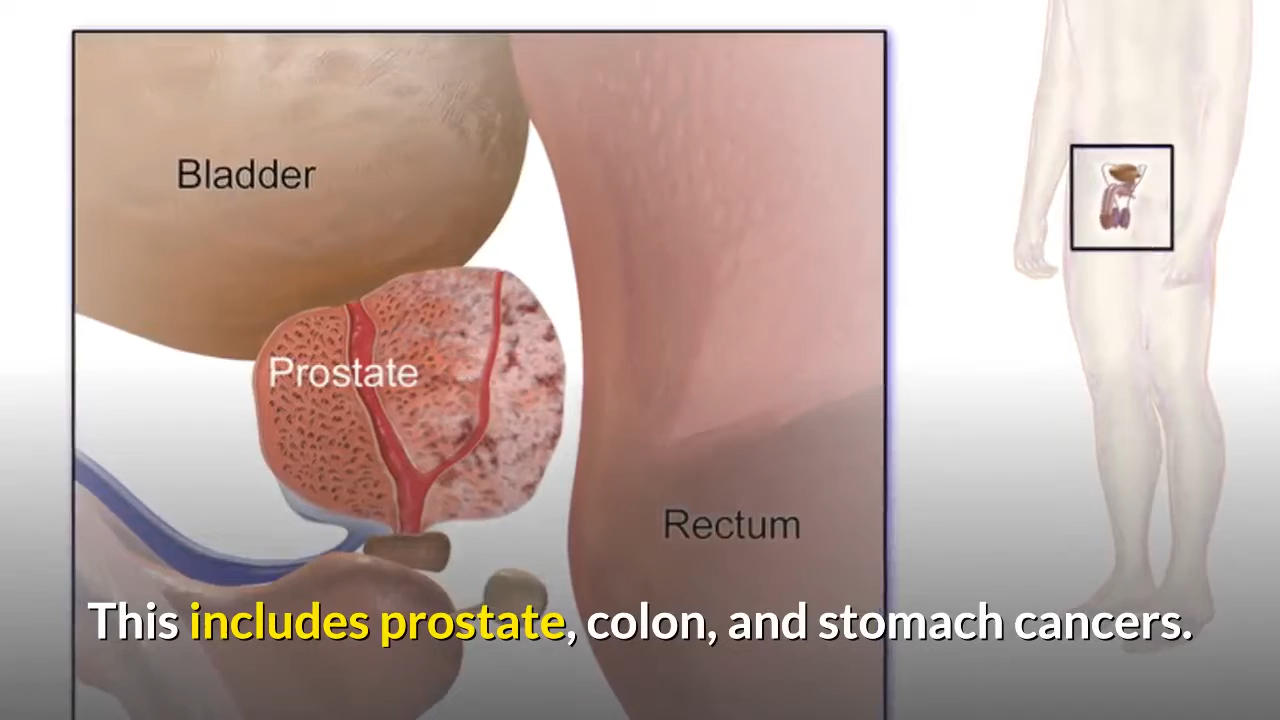 Bladder
Prostate
Rectum
This includes prostate, colon, and stomach cancers.